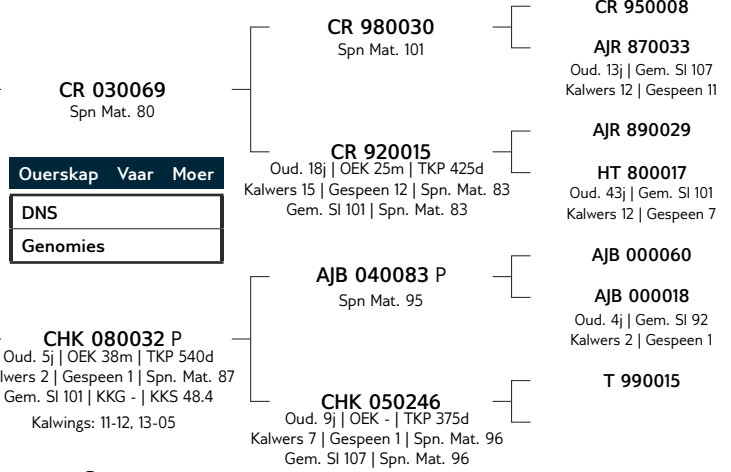 CR 950008
CR 980030
Spn Mat. 101
AJR 870033
Oud. 13j | Gem. SI 107
Kalwers 12 | Gespeen 11
CR 030069
Spn Mat. 80
AJR 890029
CR 920015
Oud. 18j | OEK 25m | TKP 425d
Kalwers 15 | Gespeen 12 | Spn. Mat. 83
Gem. SI 101 | Spn. Mat. 83
HT 800017
Oud. 43j | Gem. SI 101
Kalwers 12 | Gespeen 7
Ouerskap Vaar Moer
DNS
Genomies
AJB 000060
AJB 040083 P
Spn Mat. 95
AJB 000018
Oud. 4j | Gem. SI 92
Kalwers 2 | Gespeen 1
CHK 080032 P
Oud. 5j | OEK 38m | TKP 540d
lwers 2 | Gespeen 1 | Spn. Mat. 87
Gem. SI 101 | KKG - | KKS 48.4
Kalwings: 11-12, 13-05
T 990015
CHK 050246
Oud. 9j | OEK - | TKP 375d
Kalwers 7 | Gespeen 1 | Spn. Mat. 96
Gem. SI 107 | Spn. Mat. 96